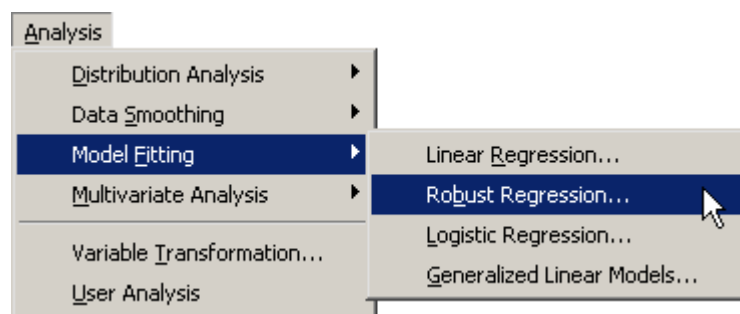 Analysis
Distribution Analysis
Data Smoothing
Model Fitting
Multivariate Analysis
Variable Transformation...
User Analysis
Linear Regression...
Robust Regression...
Logistic Regression...
Generalized Linear Models...